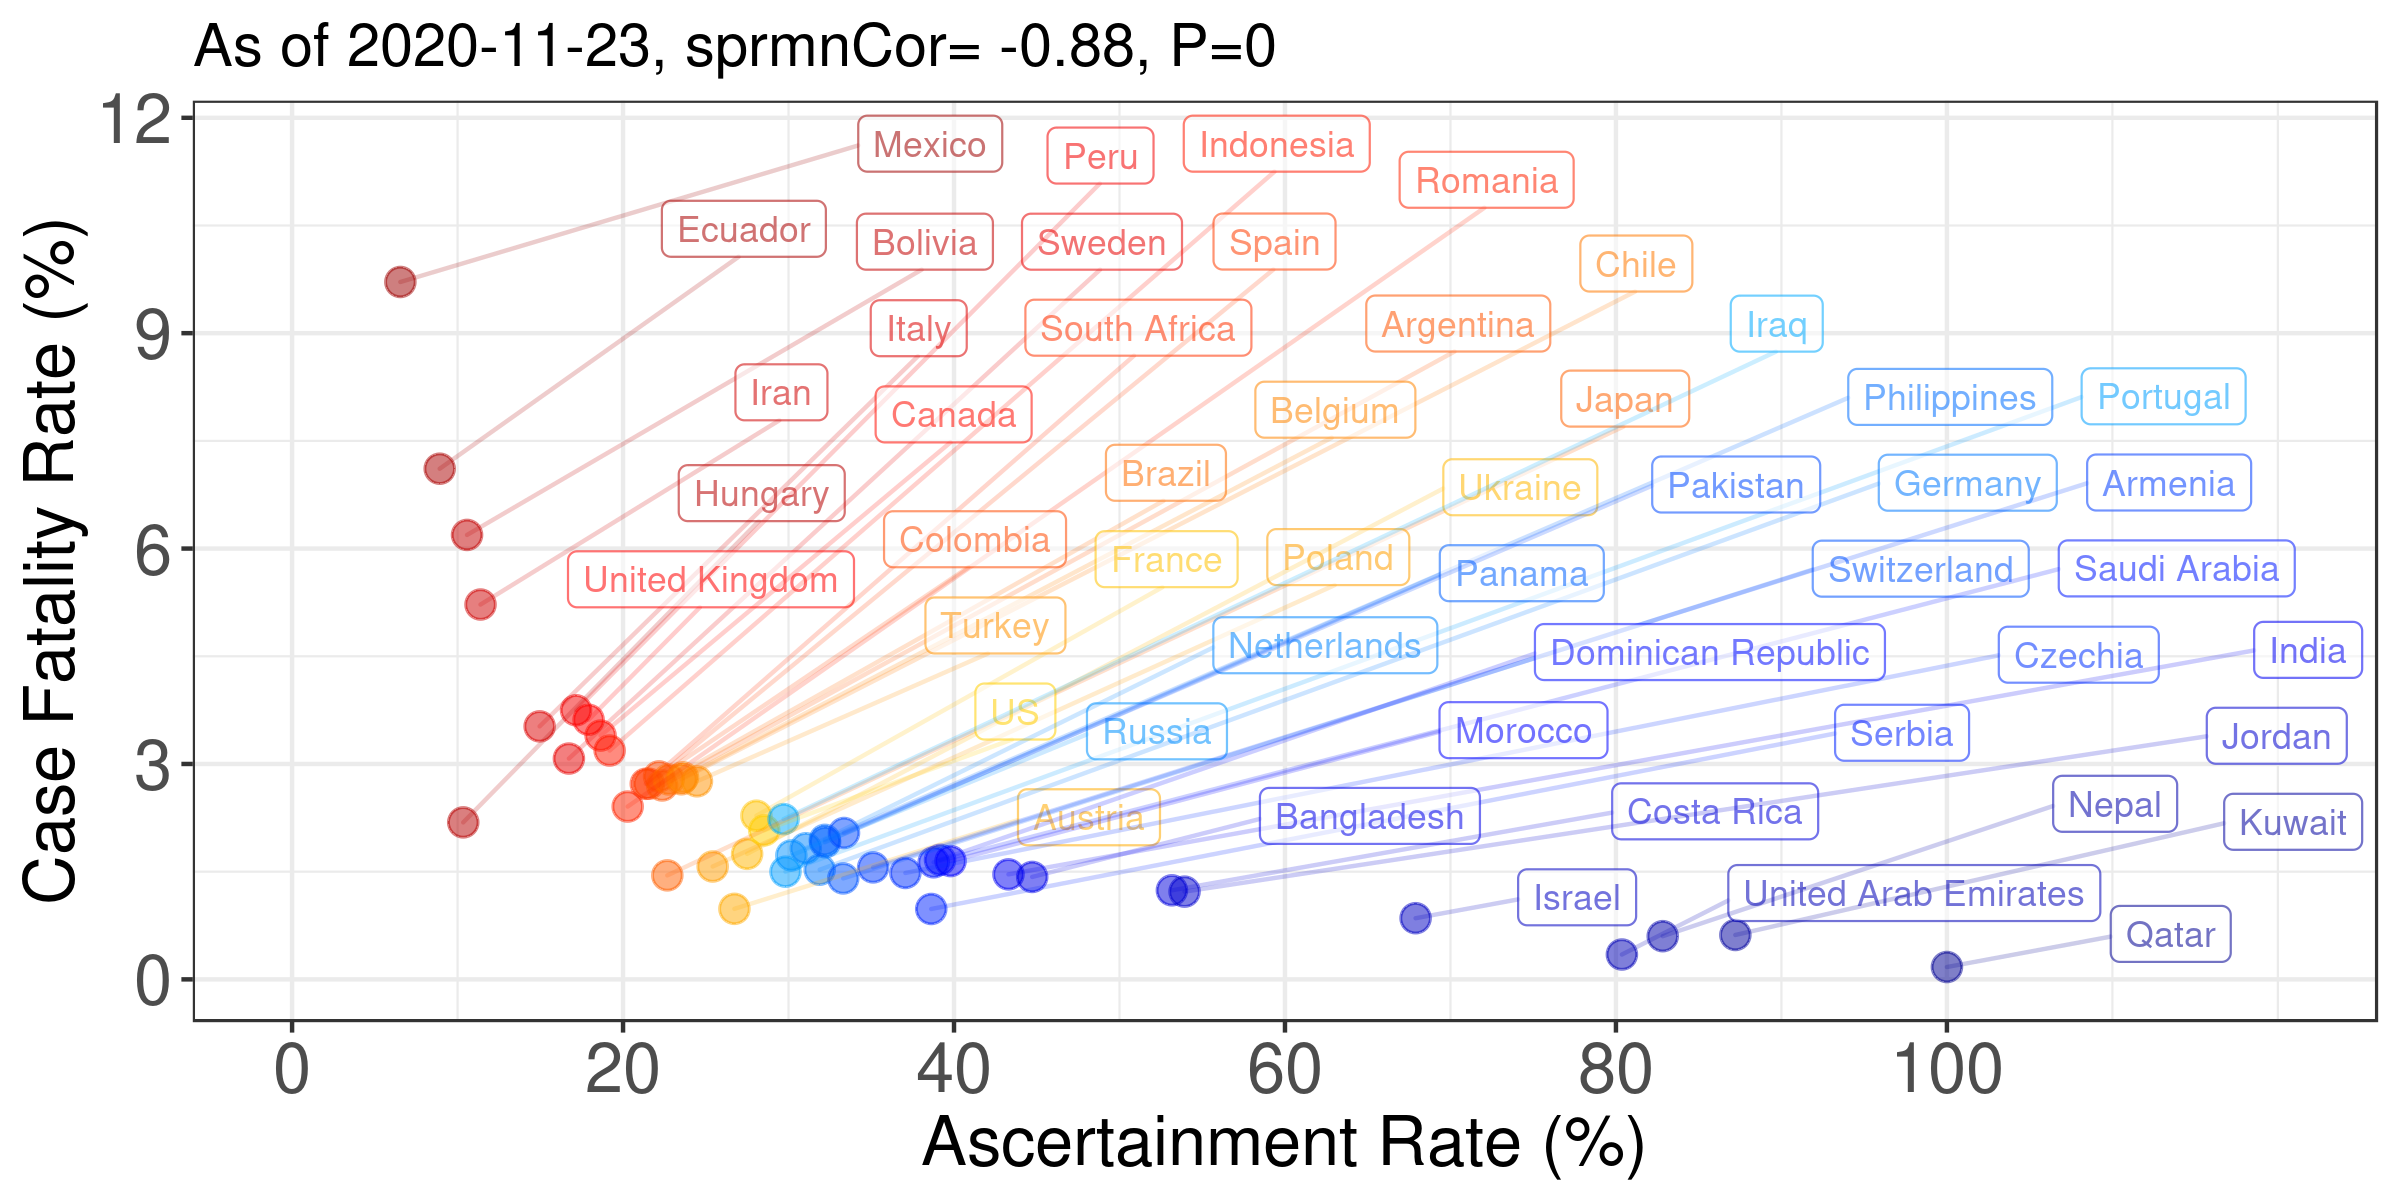 As of 2020-11-23, sprmnCor= -0.88, P=0
Case Fatality Rate (%)
12
9
6
3
0
Mexico
Peru
Indonesia
Romania
Ecuador
Bolivia
Sweden
Spain
Chile
Italy
South Africa
Argentina
Iraq
Iran
Canada
Belgium
Japan
Philippines
Portugal
Hungary
Brazil
Ukraine
Pakistan
Germany
Armenia
United Kingdom
Colombia
France
Poland
Panama
Switzerland
Saudi Arabia
Turkey
Netherlands
Dominican Republic
Czechia
India
US
Russia
Morocco
Serbia
Jordan
Austria
Bangladesh
Costa Rica
Nepal
Kuwait
Israel
United Arab Emirates
Qatar
0
20
40
60
80
100
Ascertainment Rate (%)